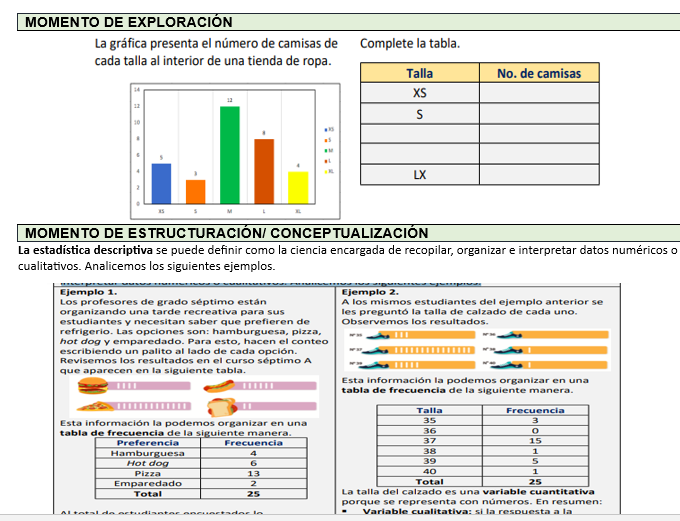 MOMENTO DE EXPLORACIÓN
La gráfica presenta el número de camisas de
cada talla al interior de una tienda de ropa.
14
12
10
8
6
4
2
0
5
3
12
8
4
XS
S
M
L
XL
XS
S
M
L
XL
Complete la tabla.
Talla No. de camisas
XS
S
LX
MOMENTO DE ESTRUCTURACIÓN/ CONCEPTUALIZACIÓN
La estadística descriptiva se puede definir como la ciencia encargada de recopilar, organizar e interpretar datos numéricos o
cualitativos. Analicemos los siguientes ejemplos.
interpretar datos numéricos o cualitativos. Analicemos los siguientes ejemplos.
Ejemplo 1.
Los profesores de grado séptimo están
organizando una tarde recreativa para sus
estudiantes y necesitan saber que prefieren de
refrigerio. Las opciones son: hamburguesa, pizza,
hot dog y emparedado. Para esto, hacen el conteo
escribiendo un palito al lado de cada opción.
Revisemos los resultados en el curso séptimo A
que aparecen en la siguiente tabla.
Esta información la podemos organizar en una
tabla de frecuencia de la siguiente manera.
Preferencia Frecuencia
Hamburguesa 4
Hot dog 6
Pizza 13
Emparedado 2
Total 25
Al total de estudiantes encuestados lo
Ejemplo 2.
A los mismos estudiantes del ejemplo anterior se
les preguntó la talla de calzado de cada uno.
Observemos los resultados.
Esta información la podemos organizar en una
tabla de frecuencia de la siguiente manera.
Talla Frecuencia
35 3
36 0
37 15
38 1
39 5
40 1
Total 25
La talla del calzado es una variable cuantitativa
porque se representa con números. En resumen:
▪ Variable cualitativa: si la respuesta a la